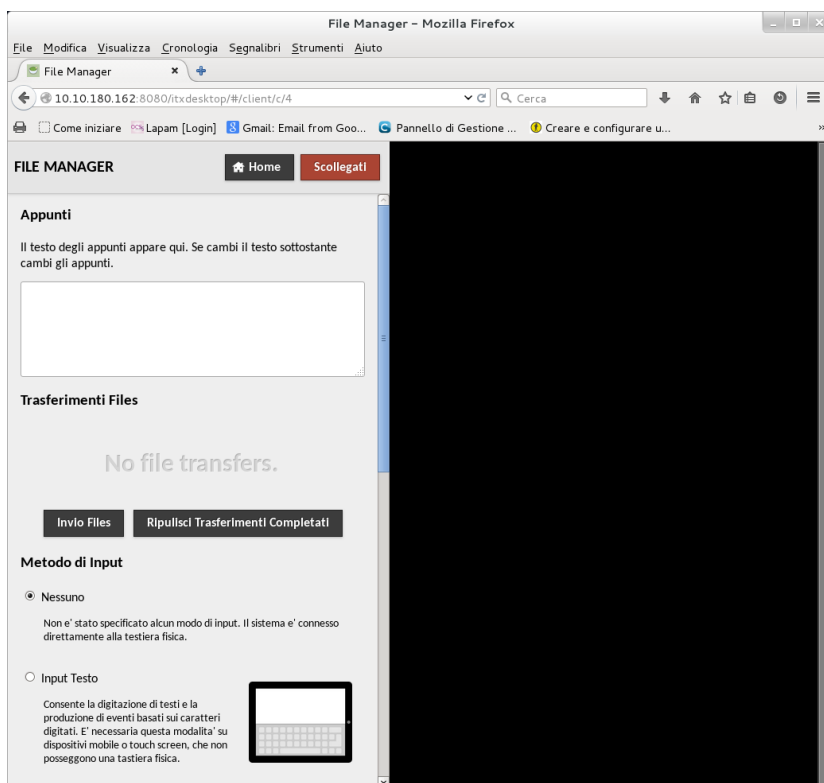 File Manager - Mozilla Firefox
File Modifica Visualizza Cronologia Segnalibri Strumenti Aiuto
File Manager
10.10.180.162:8080/itxdesktop/#/client/c/4
Cerca
Come iniziare Lapam [Login] Gmail: Email from Goo... Pannello di Gestione ... Creare e configurare u...
FILE MANAGER Home Scollegati
Appunti
Il testo degli appunti appare qui. Se cambi il testo sottostante
cambi gli appunti.
Trasferimenti Files
No file transfers.
Invio Files Ripulisci Trasferimenti Completati
Metodo di Input
Nessuno
Non e' stato specificato alcun modo di input. Il sistema e' connesso
direttamente alla testiera fisica.
Input Testo
Consente la digitazione di testi e la
produzione di eventi basati sui caratteri
digitati. E' necessaria questa modalita' su
dispositivi mobile o touch screen, che non
posseggono una tastiera fisica.